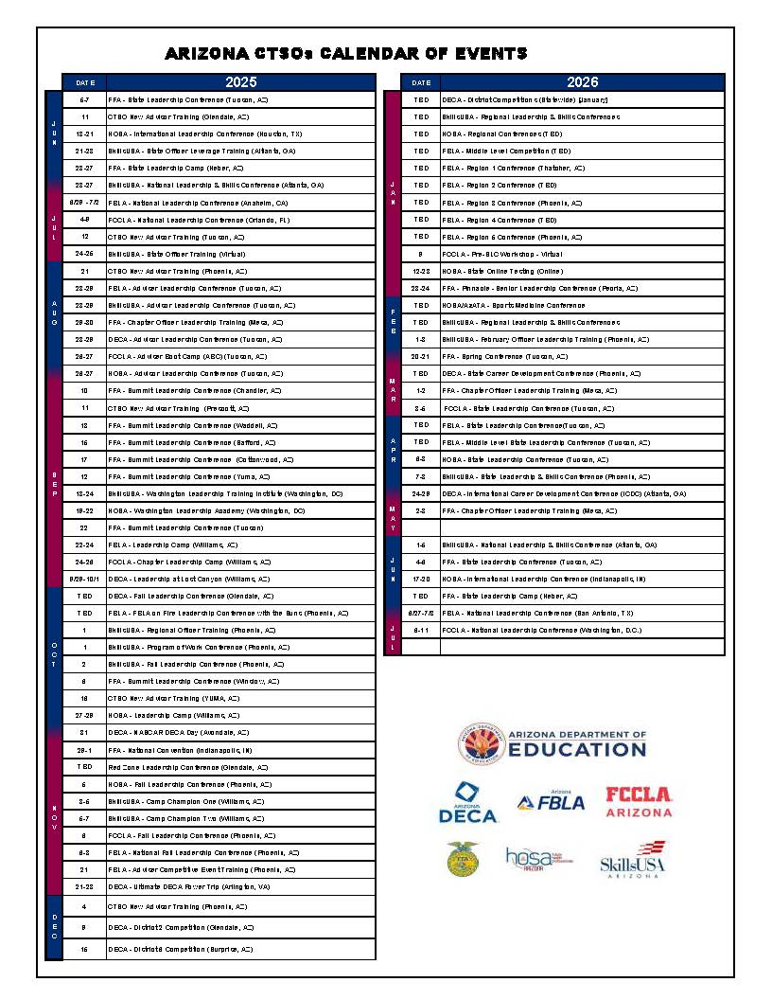 ARIZONA CTSOs CALENDAR OF EVENTS
DATE 2025
JUN
5-7 FFA - State Leadership Conference (Tucson, AZ)
11 CTSO New Advisor Training (Glendale, AZ)
18-21 HOSA - International Leadership Conference (Houston, TX)
21-23 SkillsUSA - State Officer Leverage Training (Atlanta, GA)
23-27 FFA - State Leadership Camp (Heber, AZ)
23-27 SkillsUSA - National Leadership & Skills Conference (Atlanta, GA)
6/29 -7/2 FBLA - National Leadership Conference (Anaheim, CA)
JUL
4-9 FCCLA - National Leadership Conference (Orlando, FL)
12 CTSO New Advisor Training (Tucson, AZ)
24-25 SkillsUSA - State Officer Training (Virtual)
AUG
21 CTSO New Advisor Training (Phoenix, AZ)
28-29 FBLA - Advisor Leadership Conference (Tucson, AZ)
28-29 SkillsUSA - Advisor Leadership Conference (Tucson, AZ)
29-30 FFA - Chapter Officer Leadership Training (Mesa, AZ)
28-29 DECA - Advisor Leadership Conference (Tucson, AZ)
26-27 FCCLA - Advisor Boot Camp (ABC) (Tucson, AZ)
26-27 HOSA - Advisor Leadership Conference (Tucson, AZ)
SEP
10 FFA - Summit Leadership Conference (Chandler, AZ)
11 CTSO New Advisor Training (Prescott, AZ)
18 FFA - Summit Leadership Conference (Waddell, AZ)
16 FFA - Summit Leadership Conference (Safford, AZ)
17 FFA - Summit Leadership Conference (Cottonwood, AZ)
12 FFA - Summit Leadership Conference (Yuma, AZ)
18-24 SkillsUSA - Washington Leadership Training Institute (Washington, DC)
19-22 HOSA - Washington Leadership Academy (Washington, DC)
22 FFA - Summit Leadership Conference (Tucson)
22-24 FBLA - Leadership Camp (Williams, AZ)
24-26 FCCLA - Chapter Leadership Camp (Williams, AZ)
9/29-10/1 DECA - Leadership at Lost Canyon (Williams, AZ)
OCT
TBD DECA - Fall Leadership Conference (Glendale, AZ)
TBD FBLA - FBLA on Fire Leadership Conference with the Suns (Phoenix, AZ)
1 SkillsUSA - Regional Officer Training (Phoenix, AZ)
1 SkillsUSA - Program of Work Conference (Phoenix, AZ)
2 SkillsUSA - Fall Leadership Conference (Phoenix, AZ)
6 FFA - Summit Leadership Conference (Winslow, AZ)
16 CTSO New Advisor Training (YUMA, AZ)
27-29 HOSA - Leadership Camp (Williams, AZ)
31 DECA - NASCAR DECA Day (Avondale, AZ)
29-1 FFA - National Convention (Indianapolis, IN)
NOV
TBD Red Zone Leadership Conference (Glendale, AZ)
5 HOSA - Fall Leadership Conference (Phoenix, AZ)
3-5 SkillsUSA - Camp Champion One (Williams, AZ)
5-7 SkillsUSA - Camp Champion Two (Williams, AZ)
6 FCCLA - Fall Leadership Conference (Phoenix, AZ)
6-8 FBLA - National Fall Leadership Conference (Phoenix, AZ)
21 FBLA - Advisor Competitive Event Training (Phoenix, AZ)
21-23 DECA - Ultimate DECA Power Trip (Arlington, VA)
DEC
4 CTSO New Advisor Training (Phoenix, AZ)
9 DECA - District 2 Competition (Glendale, AZ)
16 DECA - District 6 Competition (Surprise, AZ)
DATE 2026
JAN
TBD DECA - District Competitions (Statewide) [January]
TBD SkillsUSA - Regional Leadership & Skills Conferences
TBD HOSA - Regional Conferences (TBD)
TBD FBLA - Middle Level Competition (TBD)
TBD FBLA - Region 1 Conference (Thatcher, AZ)
TBD FBLA - Region 2 Conference (TBD)
TBD FBLA - Region 3 Conference (Phoenix, AZ)
TBD FBLA - Region 4 Conference (TBD)
TBD FBLA - Region 5 Conference (Phoenix, AZ)
9 FCCLA - Pre-SLC Workshop - Virtual
12-23 HOSA - State Online Testing (Online)
23-24 FFA - Pinnacle - Senior Leadership Conference (Peoria, AZ)
FEB
TBD HOSA/AzATA - Sports Medicine Conference
TBD SkillsUSA - Regional Leadership & Skills Conferences
1-3 SkillsUSA - February Officer Leadership Training (Phoenix, AZ)
20-21 FFA - Spring Conference (Tucson, AZ)
MAR
TBD DECA - State Career Development Conference (Phoenix, AZ)
1-2 FFA - Chapter Officer Leadership Training (Mesa, AZ)
3-5 FCCLA - State Leadership Conference (Tucson, AZ)
APR
TBD FBLA - State Leadership Conference(Tucson, AZ)
TBD FBLA - Middle Level State Leadership Conference (Tucson, AZ)
6-8 HOSA - State Leadership Conference (Tucson, AZ)
7-8 SkillsUSA - State Leadership & Skills Conference (Phoenix, AZ)
24-29 DECA - International Career Development Conference (ICDC) (Atlanta, GA)
MAY
2-3 FFA - Chapter Officer Leadership Training (Mesa, AZ)
JUN
1-5 SkillsUSA - National Leadership & Skills Conference (Atlanta, GA)
4-6 FFA - State Leadership Conference (Tucson, AZ)
17-20 HOSA - International Leadership Conference (Indianapolis, IN)
TBD FFA - State Leadership Camp (Heber, AZ)
6/27-7/3 FBLA - National Leadership Conference (San Antonio, TX)
JUL
6-11 FCCLA - National Leadership Conference (Washington, D.C.)
ARIZONA DEPARTMENT OF
EDUCATION
ARIZONA
DECA
Arizona
FBLA
FCCLA
ARIZONA
FFA
hosa
ARIZONA
SkillsUSA
ARIZONA